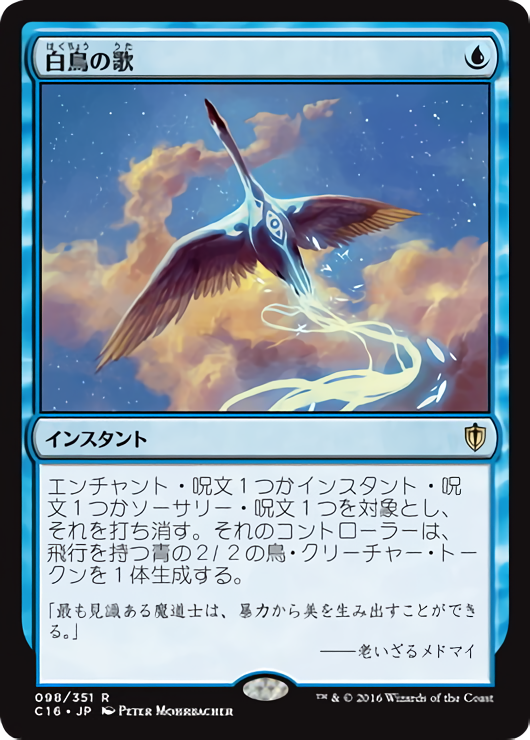 はくちょう うた
白鳥の歌
インスタント
エンチャント・呪文1つかインスタント・呪
文1つかソーサリー・呪文1つを対象とし、
それを打ち消す。それのコントローラーは、
飛行を持つ青の2/2の鳥・クリーチャー・トー
クンを1体生成する。
「最も見識ある魔道士は、暴力から美を生み出すことができ
る。」
――老いざるメドマイ
098/351 R
C16・JP Peter Mohrbacher
™ & © 2016 Wizards of the Coast